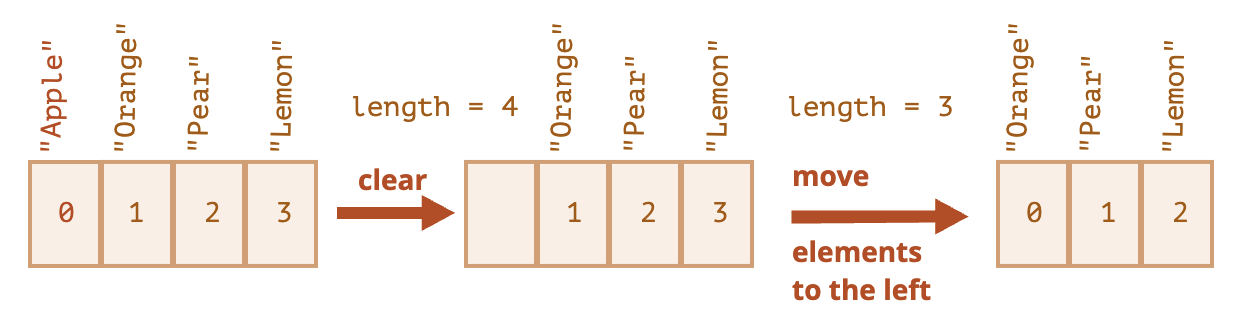 "Apple"
"Orange"
"Pear"
"Lemon"
0
1
2
3
length = 4
clear
"Orange"
"Pear"
"Lemon"
1
2
3
length = 3
move
elements
to the left
"Orange"
"Pear"
"Lemon"
0
1
2